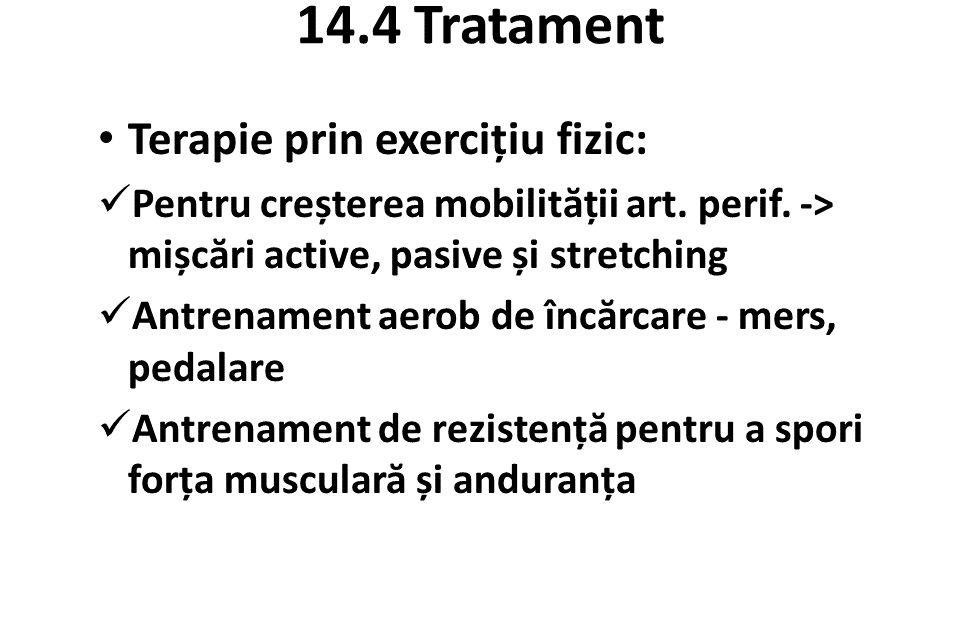 14.4 Tratament
• Terapie prin exercițiu fizic:
✓Pentru creșterea mobilității art. perif. ->
mișcări active, pasive și stretching
✓Antrenament aerob de încărcare - mers,
pedalare
✓Antrenament de rezistență pentru a spori
forța musculară și anduranța